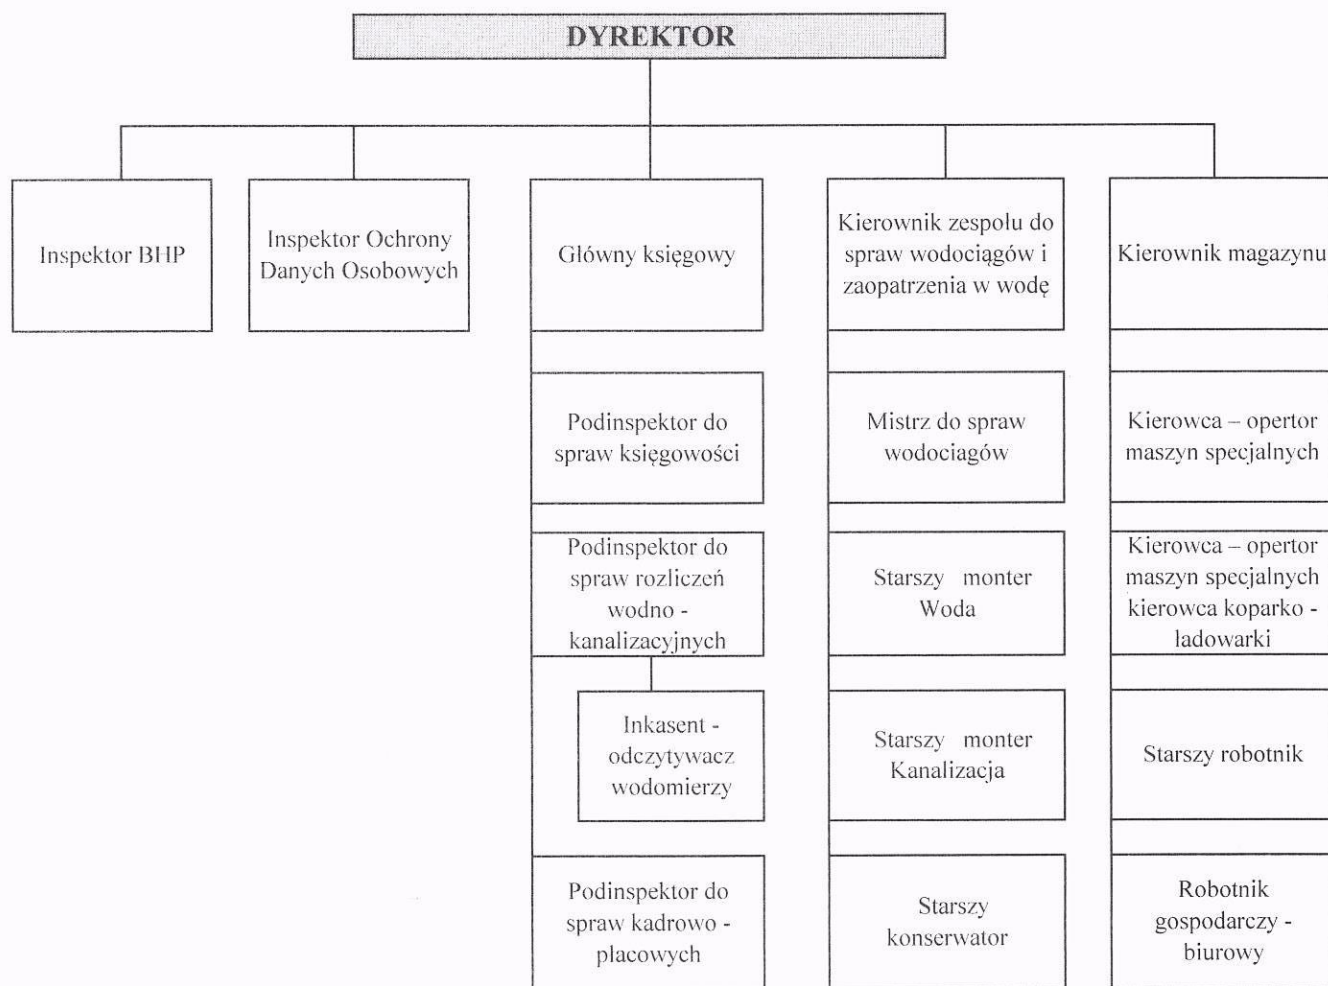 DYREKTOR
Inspektor BHP
Inspektor Ochrony
Danych Osobowych
Główny księgowy
Kierownik zespołu do
spraw wodociągów i
zaopatrzenia w wodę
Kierownik magazynu
Podinspektor do
spraw księgowości
Mistrz do spraw
wodociagów
Kierowca – opertor
maszyn specjalnych
Podinspektor do
spraw rozliczeń
wodno -
kanalizacyjnych
Starszy monter
Woda
Kierowca – opertor
maszyn specjalnych
kierowca koparko -
ładowarki
Inkasent -
odczytywacz
wodomierzy
Starszy monter
Kanalizacja
Starszy robotnik
Podinspektor do
spraw kadrowo -
płacowych
Starszy
konserwator
Robotnik
gospodarczy -
biurowy